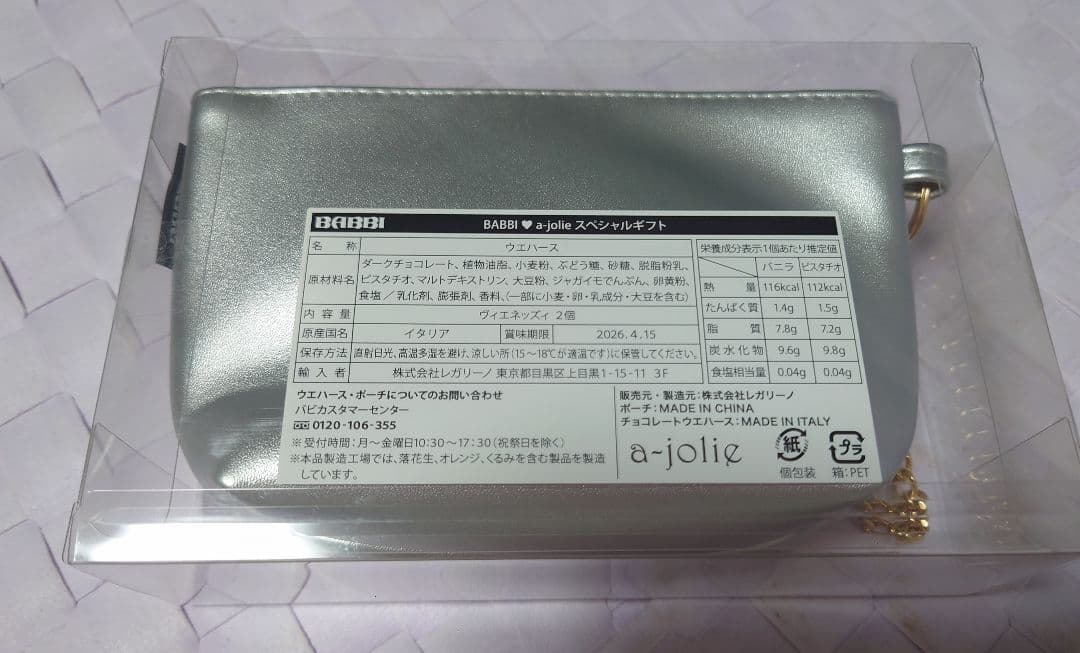 BABBI
BABBI ♥ a-jolie スペシャルギフト
名 称 ウエハース
原材料名 ダークチョコレート、植物油脂、小麦粉、ぶどう糖、砂糖、脱脂粉乳、
ピスタチオ、マルトデキストリン、大豆粉、ジャガイモでんぷん、卵黄粉、
食塩／乳化剤、膨張剤、香料、(一部に小麦・卵・乳成分・大豆を含む)
内 容 量 ヴィエネッズィ 2個
原産国名 イタリア 賞味期限 2026.4.15
保存方法 直射日光、高温多湿を避け、涼しい所(15～18℃が適温です)に保管してください。
輸 入 者 株式会社レガリーノ 東京都目黒区上目黒1-15-11 3F
栄養成分表示1個あたり推定値
バニラ ピスタチオ
熱 量 116kcal 112kcal
たんぱく質 1.4g 1.5g
脂 質 7.8g 7.2g
炭水化物 9.6g 9.8g
食塩相当量 0.04g 0.04g
ウエハース・ポーチについてのお問い合わせ
バビカスタマーセンター
0120-106-355
※受付時間：月～金曜日10:30～17:30(祝祭日を除く)
※本品製造工場では、落花生、オレンジ、くるみを含む製品を製造
しています。
販売元・製造元：株式会社レガリーノ
ポーチ：MADE IN CHINA
チョコレートウエハース：MADE IN ITALY
a-jolie
紙
個包装
プラ
箱：PET